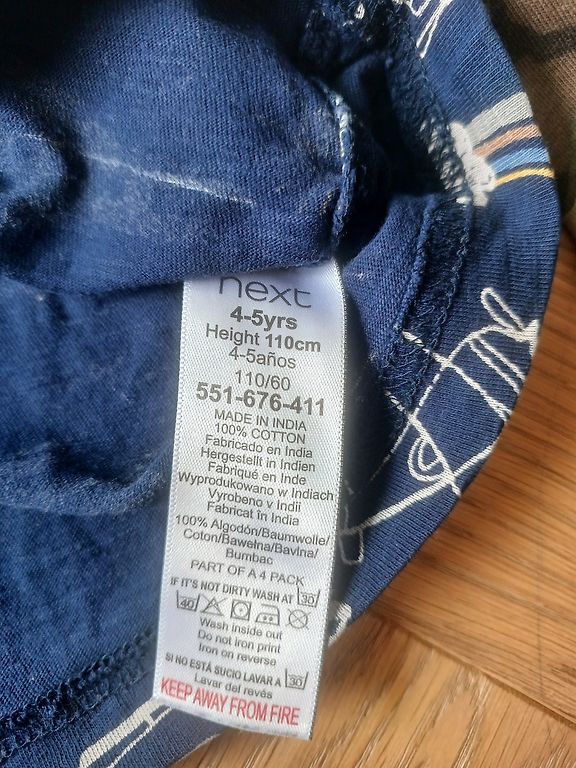 next
4-5yrs
Height 110cm
4-5años
110/60
551-676-411
MADE IN INDIA
100% COTTON
Fabricado en India
Hergestellt in Indien
Fabriqué en Inde
Wyprodukowano w Indiach
Vyrobeno v Indii
Fabricat în India
100% Algodón/Baumwolle/
Coton/Bawełna/Bavlna/
Bumbac
PART OF A 4 PACK
IF IT'S NOT DIRTY WASH AT 30
40
Wash inside out
Do not iron print
Iron on reverse
SI NO ESTÁ SUCIO LAVAR A 30
Lavar del revés
KEEP AWAY FROM FIRE